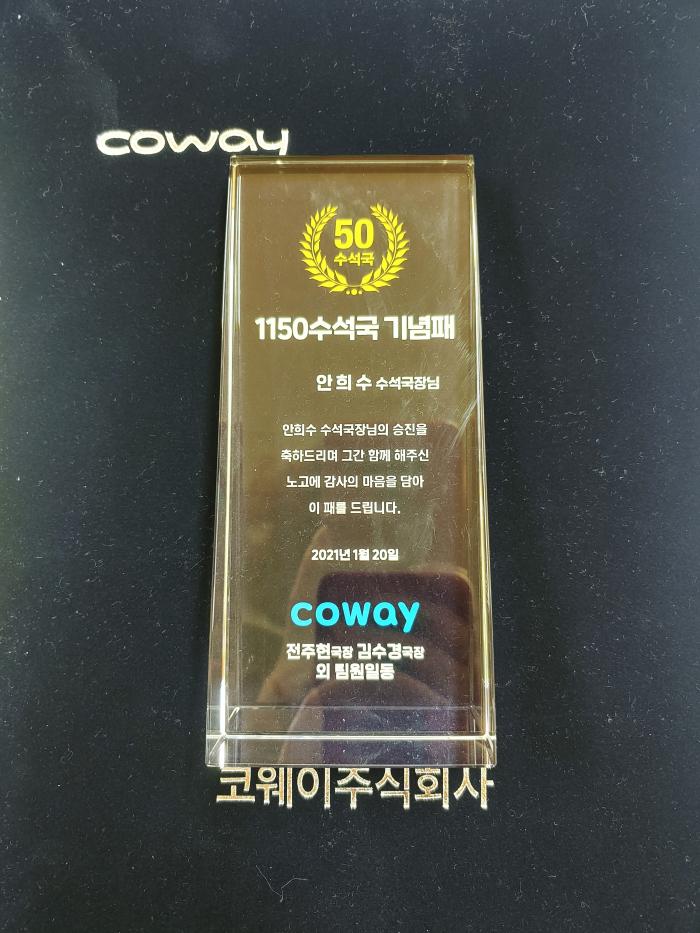 coway
50
수석국
1150수석국 기념패
안희수 수석국장님
안희수 수석국장님의 승진을
축하드리며 그간 함께 해주신
노고에 감사의 마음을 담아
이 패를 드립니다.
2021년 1월 20일
coway
전주현국장 김수경국장
외 팀원일동
코웨이주식회사